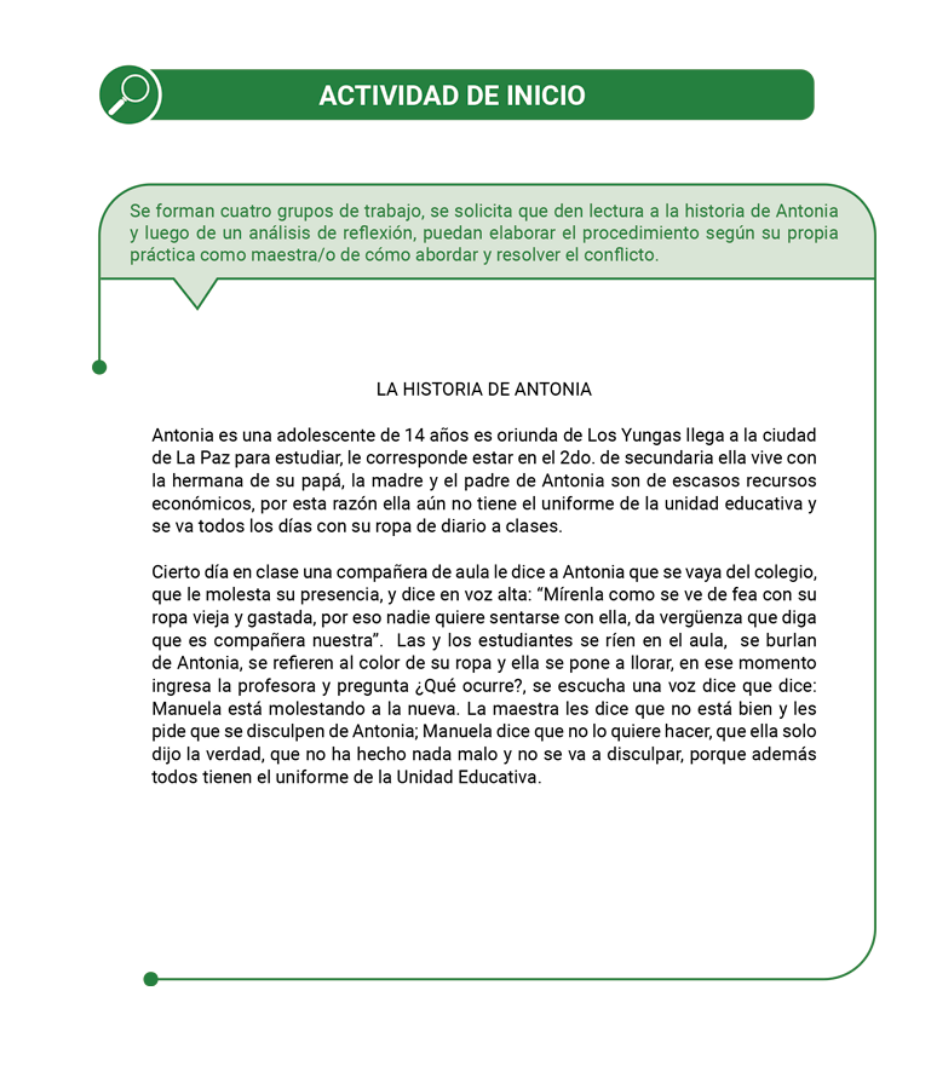 ACTIVIDAD DE INICIO
Se forman cuatro grupos de trabajo, se solicita que den lectura a la historia de Antonia
y luego de un análisis de reflexión, puedan elaborar el procedimiento según su propia
práctica como maestra/o de cómo abordar y resolver el conflicto.
LA HISTORIA DE ANTONIA
Antonia es una adolescente de 14 años es oriunda de Los Yungas llega a la ciudad
de La Paz para estudiar, le corresponde estar en el 2do. de secundaria ella vive con
la hermana de su papá, la madre y el padre de Antonia son de escasos recursos
económicos, por esta razón ella aún no tiene el uniforme de la unidad educativa y
se va todos los días con su ropa de diario a clases.
Cierto día en clase una compañera de aula le dice a Antonia que se vaya del colegio,
que le molesta su presencia, y dice en voz alta: “Mírenla como se ve de fea con su
ropa vieja y gastada, por eso nadie quiere sentarse con ella, da vergüenza que diga
que es compañera nuestra”.  Las y los estudiantes se ríen en el aula,  se burlan
de Antonia, se refieren al color de su ropa y ella se pone a llorar, en ese momento
ingresa la profesora y pregunta ¿Qué ocurre?, se escucha una voz dice que dice:
Manuela está molestando a la nueva. La maestra les dice que no está bien y les
pide que se disculpen de Antonia; Manuela dice que no lo quiere hacer, que ella solo
dijo la verdad, que no ha hecho nada malo y no se va a disculpar, porque además
todos tienen el uniforme de la Unidad Educativa.